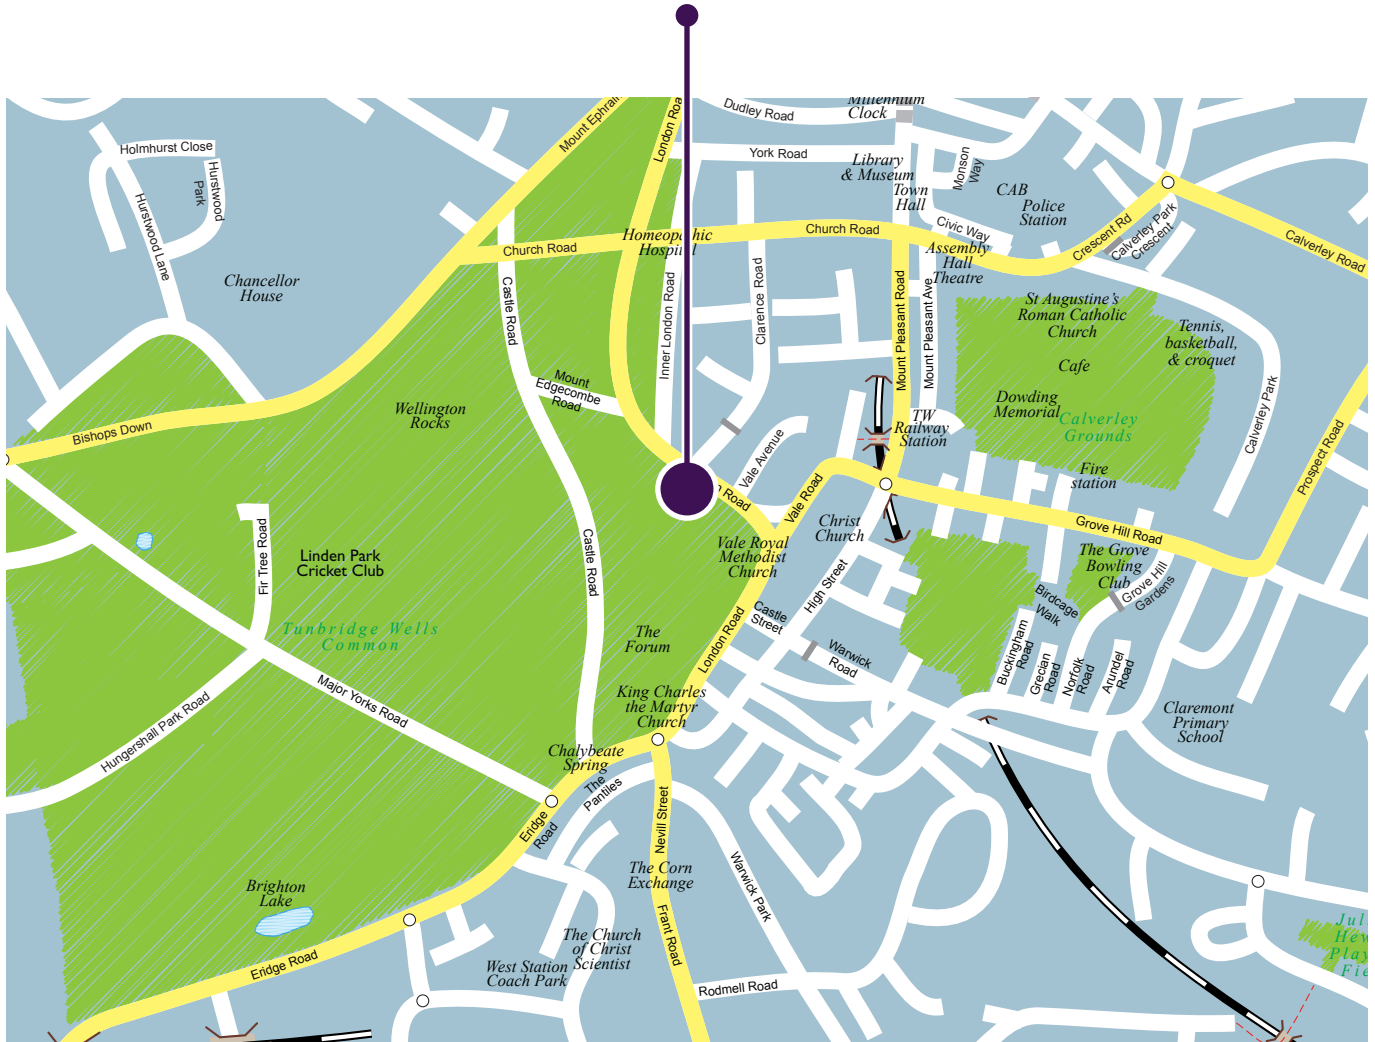 Dudley Road
Millennium
Clock
Mount Ephraim
London Roa
Holmhurst Close
Hurstwood
Park
Hurstwood Lane
York Road
Library
& Museum
Town
Hall
Monson
Way
CAB
Police
Station
Civic Way
Crescent Rd
Calverley Park
Crescent
Calverley Road
Church Road
Homeopathic
Hospital
Church Road
Assembly
Hall
Theatre
Chancellor
House
Castle Road
Inner London Road
Clarence Road
Mount Pleasant Road
Mount Pleasant Ave
St Augustine's
Roman Catholic
Church
Tennis,
basketball,
& croquet
Cafe
Dowding
Memorial
Calverley
Grounds
Calverley Park
Mount
Edgecombe
Road
Wellington
Rocks
Bishops Down
TW
Railway
Station
Vale Avenue
Fire
station
Prospect Road
n Road
Vale Road
Christ
Church
Grove Hill Road
Vale Royal
Methodist
Church
The Grove
Bowling
Club
Grove Hill
Gardens
Linden Park
Cricket Club
Fir Tree Road
Castle Road
High Street
Birdcage
Walk
Castle
Street
Tunbridge Wells
Common
The
Forum
London Road
Warwick
Road
Buckingham
Road
Grecian
Road
Norfolk
Road
Arundel
Road
Major Yorks Road
Hungershall Park Road
King Charles
the Martyr
Church
Claremont
Primary
School
Chalybeate
Spring
The
Pantiles
Eridge
Road
Nevill Street
Warwick Park
The Corn
Exchange
Brighton
Lake
Frant Road
The Church
of Christ
Scientist
West Station
Coach Park
Eridge Road
Rodmell Road
Jul
Hew
Play
Fie